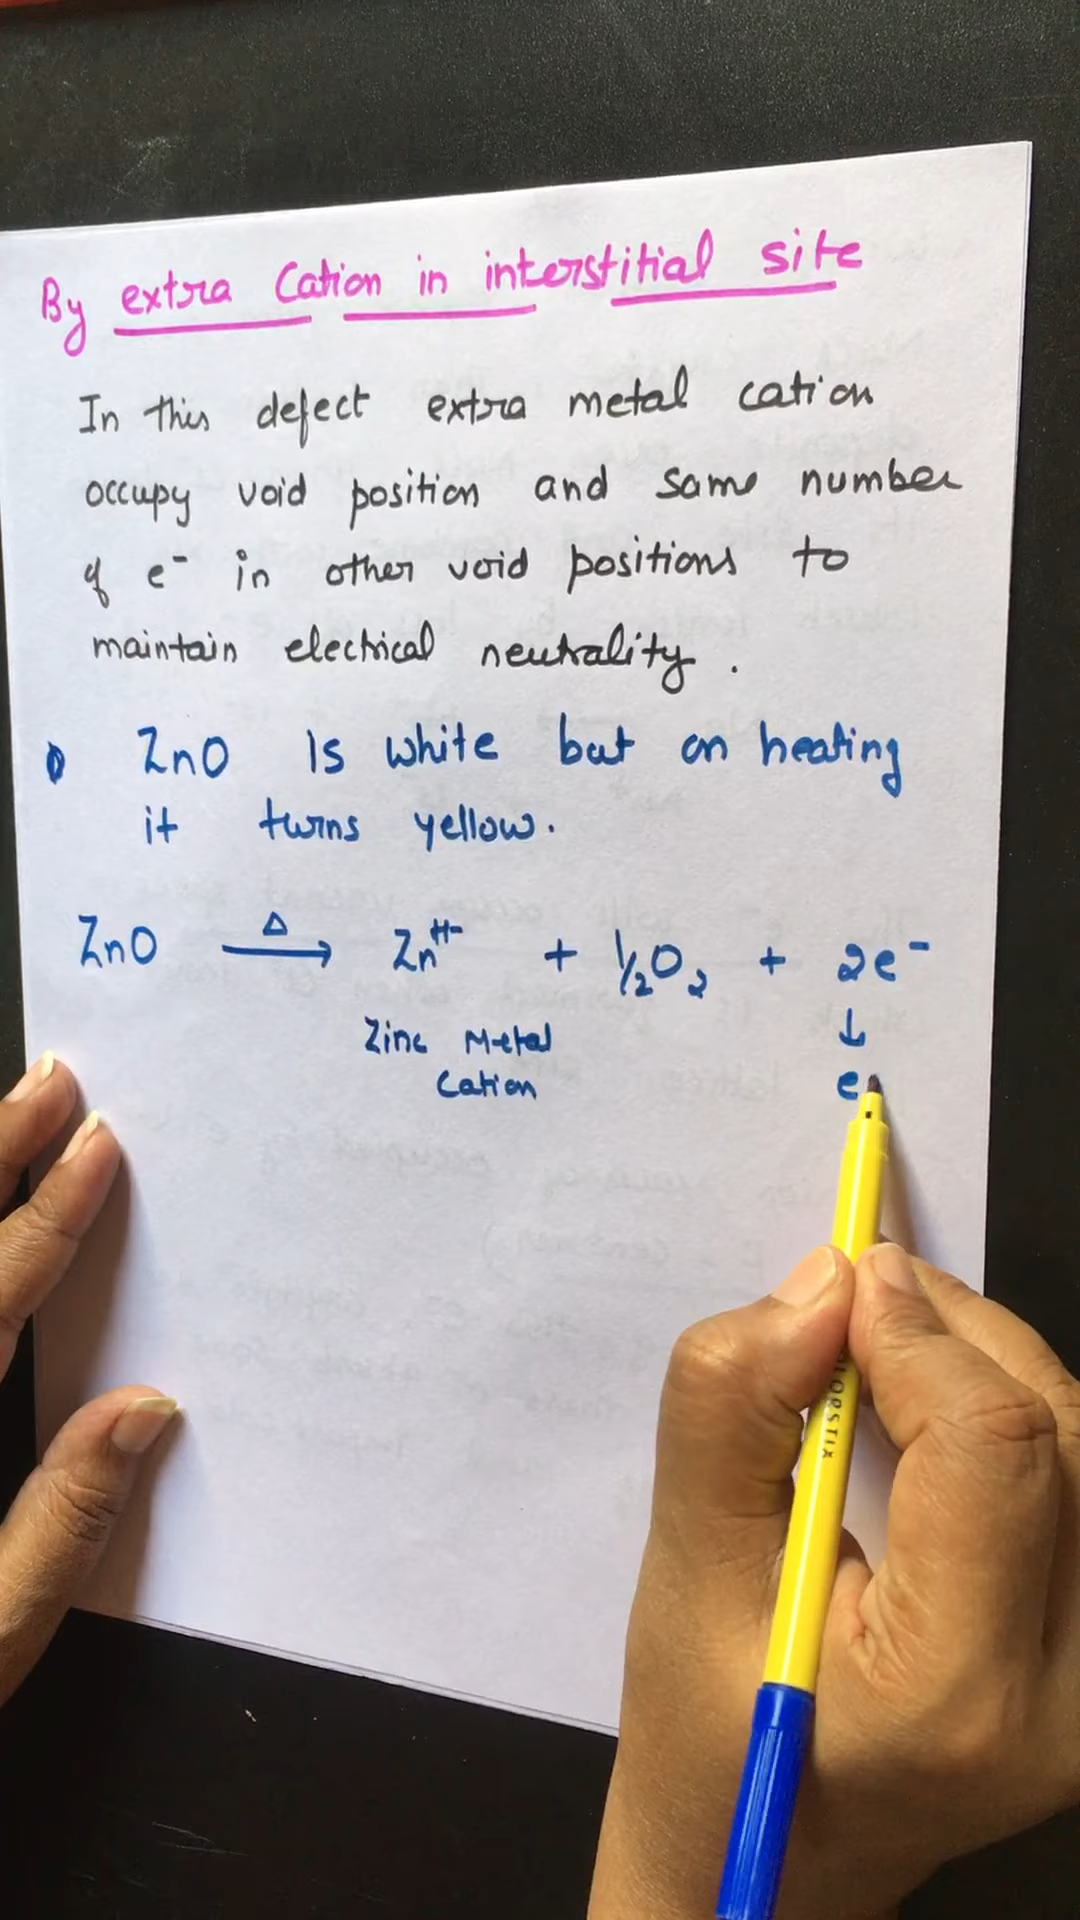 By extra Cation in interstitial site
In this defect extra metal cation
occupy void position and same number
of e⁻ in other void positions to
maintain electrical neutrality.
ZnO Is white but on heating
it turns yellow.
Δ
ZnO ⟶ Zn⁺⁺ + 1/2O₂ + 2e⁻
↓
Zinc Metal
Cation e